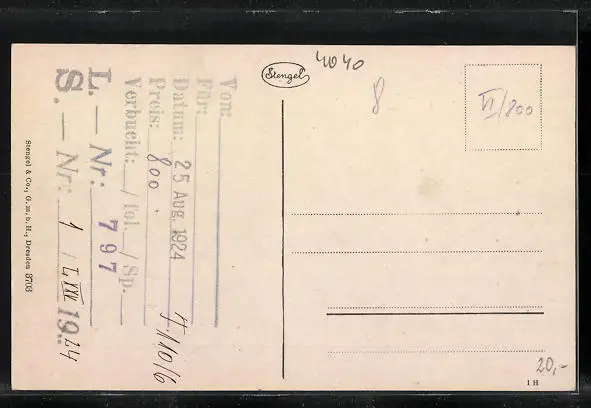 4040
Stengel
8
VI/800
Von:
Für:
Datum: 25 Aug. 1924
Preis: 800.
Verbucht: / Fol. / Sp.
L. – Nr: 797
S. – Nr: 1 / 1924
Stengel & Co., G. m. b. H., Dresden 3703
20,-
1 H